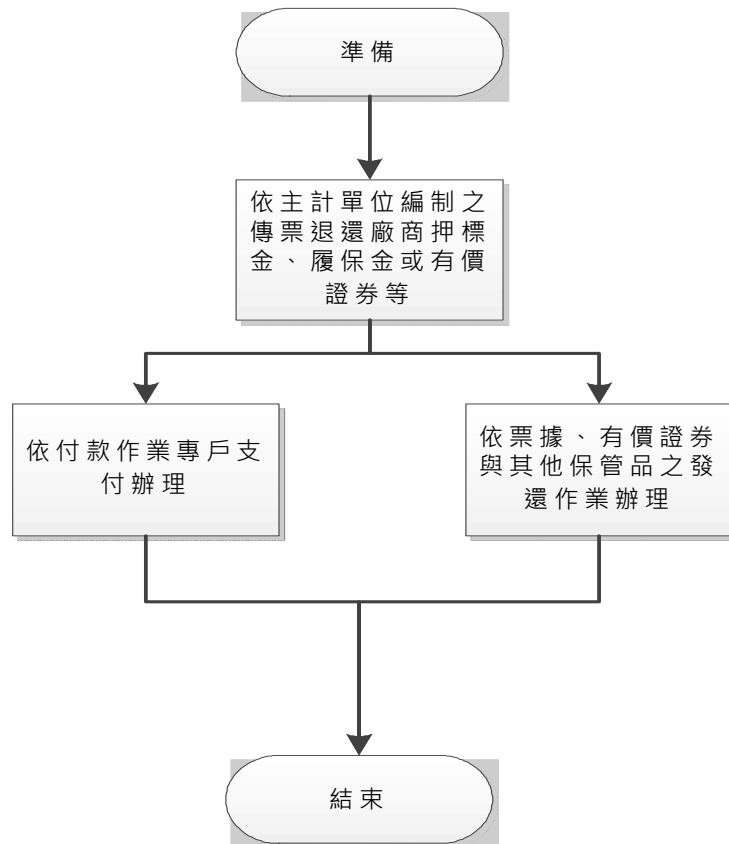 準備
依主計單位編制之
傳票退還廠商押標
金、履保金或有價
證券等
依付款作業專戶支
付辦理
依票據、有價證券
與其他保管品之發
還作業辦理
結束